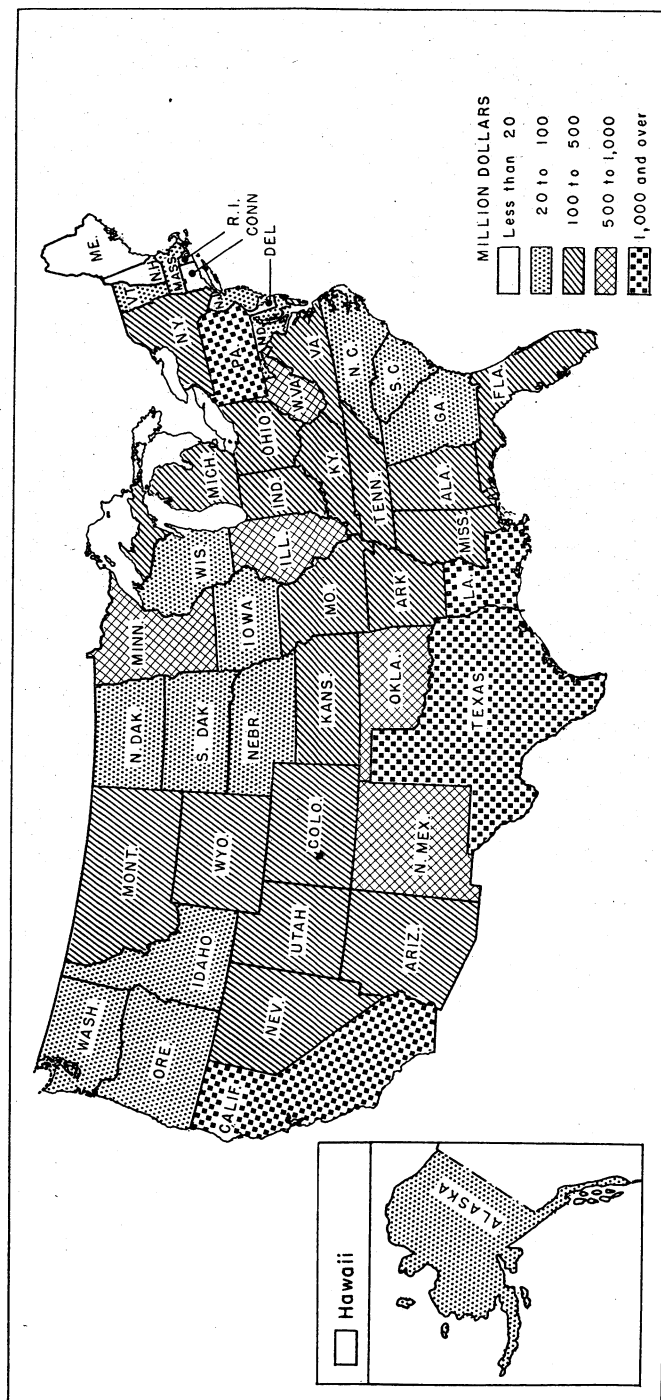 WASH.
ORE.
CALIF.
IDAHO
NEV.
MONT.
WYO.
UTAH
ARIZ.
COLO.
N. MEX.
N. DAK.
S. DAK.
NEBR.
KANS.
OKLA.
TEXAS
MINN.
IOWA
MO.
ARK.
LA.
WIS.
ILL.
MICH.
IND.
OHIO
KY.
TENN.
MISS.
ALA.
GA.
FLA.
S.C.
N.C.
VA.
W.VA.
PA.
N.Y.
VT.
N.H.
MASS.
ME.
R.I.
CONN
DEL
MILLION DOLLARS
Less than 20
20 to 100
100 to 500
500 to 1,000
1,000 and over
Hawaii
ALASKA